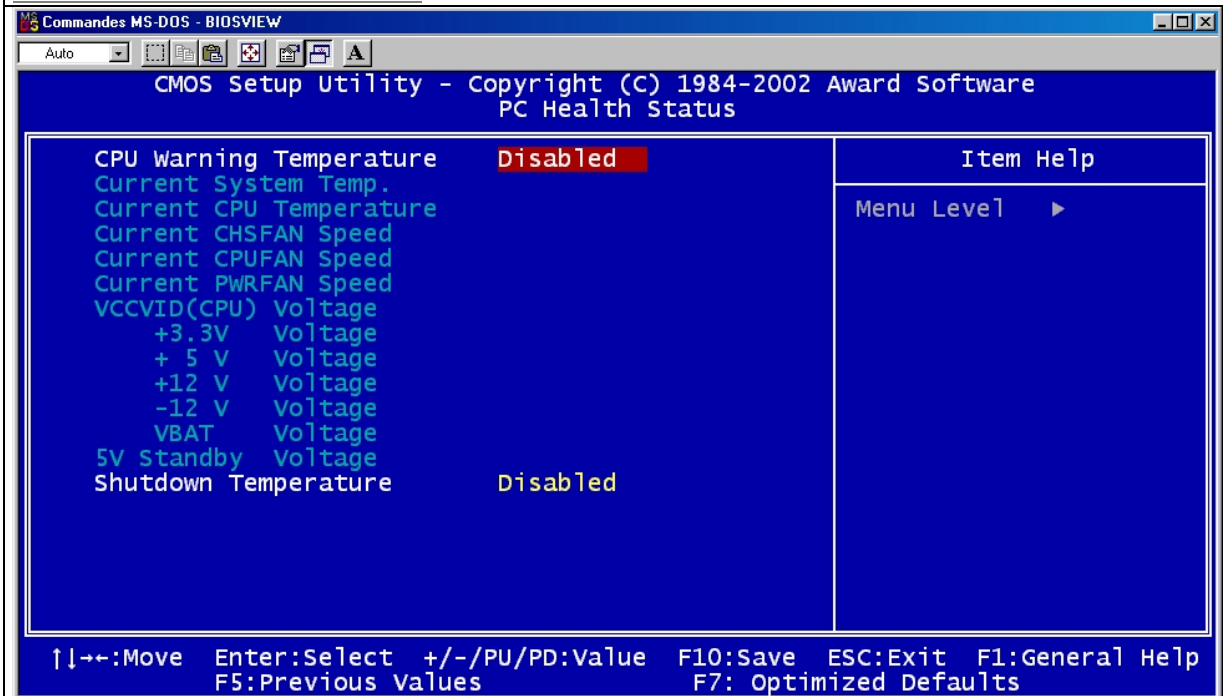 Commandes MS-DOS - BIOSVIEW
Auto
A
CMOS Setup Utility - Copyright (C) 1984-2002 Award Software
PC Health Status
CPU Warning Temperature Disabled
Current System Temp.
Current CPU Temperature
Current CHSFAN Speed
Current CPUFAN Speed
Current PWRFAN Speed
VCCVID(CPU) Voltage
+3.3V Voltage
+ 5 V Voltage
+12 V Voltage
-12 V Voltage
VBAT Voltage
5V Standby Voltage
Shutdown Temperature Disabled
Item Help
Menu Level ►
↑↓→←:Move Enter:Select +/-/PU/PD:Value F10:Save ESC:Exit F1:General Help
F5:Previous Values F7: Optimized Defaults